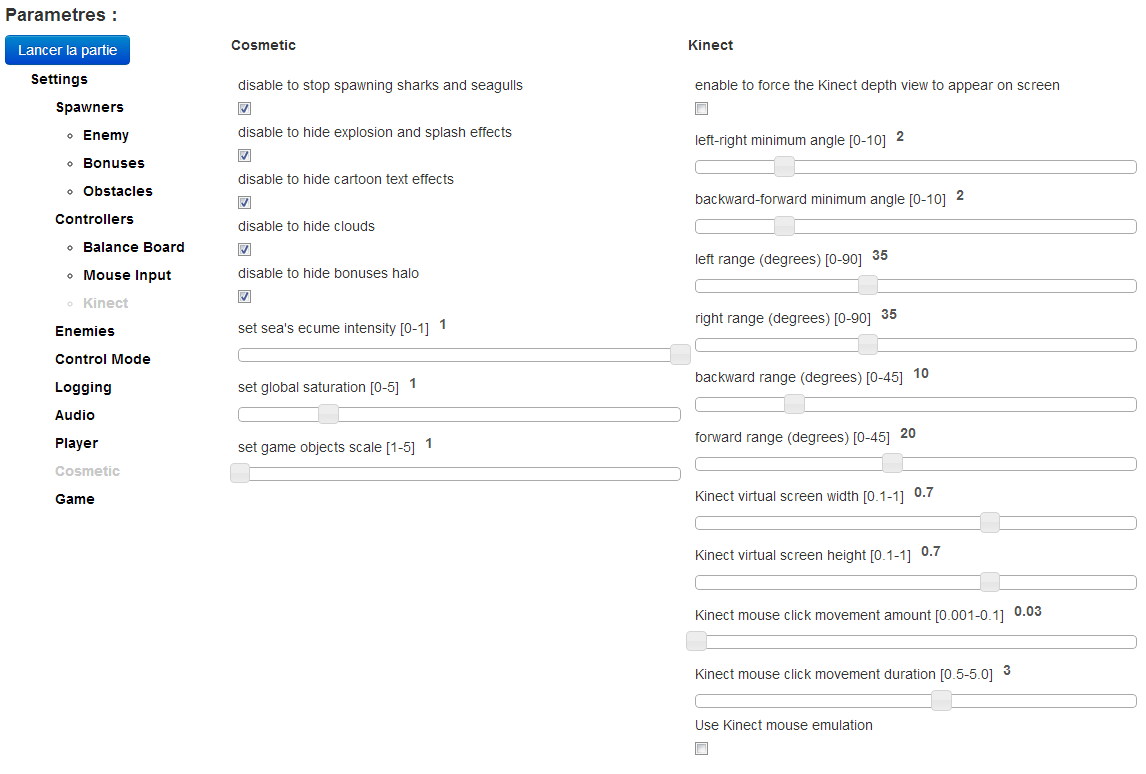 Parametres :
Lancer la partie
Settings
Spawners
Enemy
Bonuses
Obstacles
Controllers
Balance Board
Mouse Input
Kinect
Enemies
Control Mode
Logging
Audio
Player
Cosmetic
Game
Cosmetic
disable to stop spawning sharks and seagulls
disable to hide explosion and splash effects
disable to hide cartoon text effects
disable to hide clouds
disable to hide bonuses halo
set sea's ecume intensity [0-1] 1
set global saturation [0-5] 1
set game objects scale [1-5] 1
Kinect
enable to force the Kinect depth view to appear on screen
left-right minimum angle [0-10] 2
backward-forward minimum angle [0-10] 2
left range (degrees) [0-90] 35
right range (degrees) [0-90] 35
backward range (degrees) [0-45] 10
forward range (degrees) [0-45] 20
Kinect virtual screen width [0.1-1] 0.7
Kinect virtual screen height [0.1-1] 0.7
Kinect mouse click movement amount [0.001-0.1] 0.03
Kinect mouse click movement duration [0.5-5.0] 3
Use Kinect mouse emulation